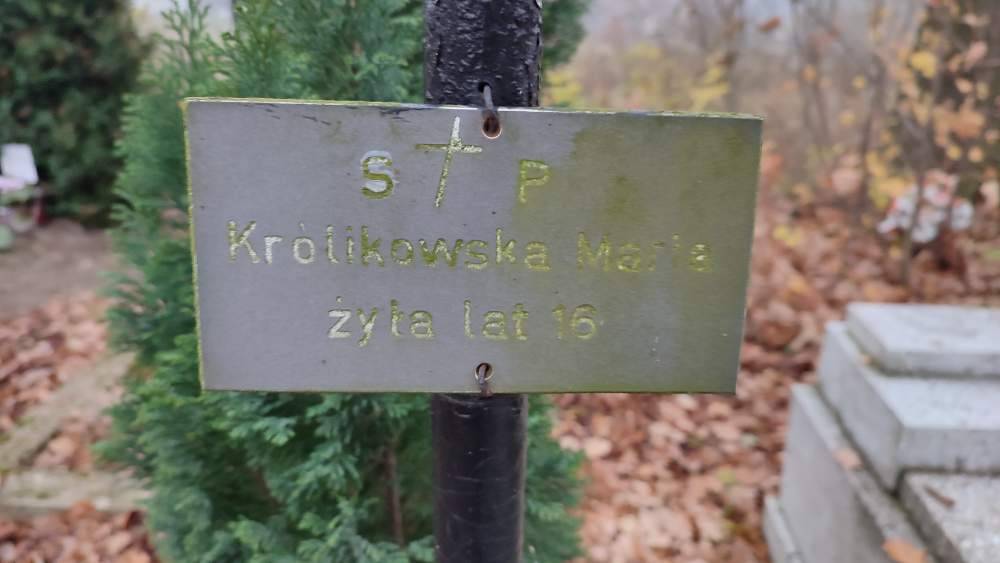 S † P
Królikowska Maria
żyła lat 16